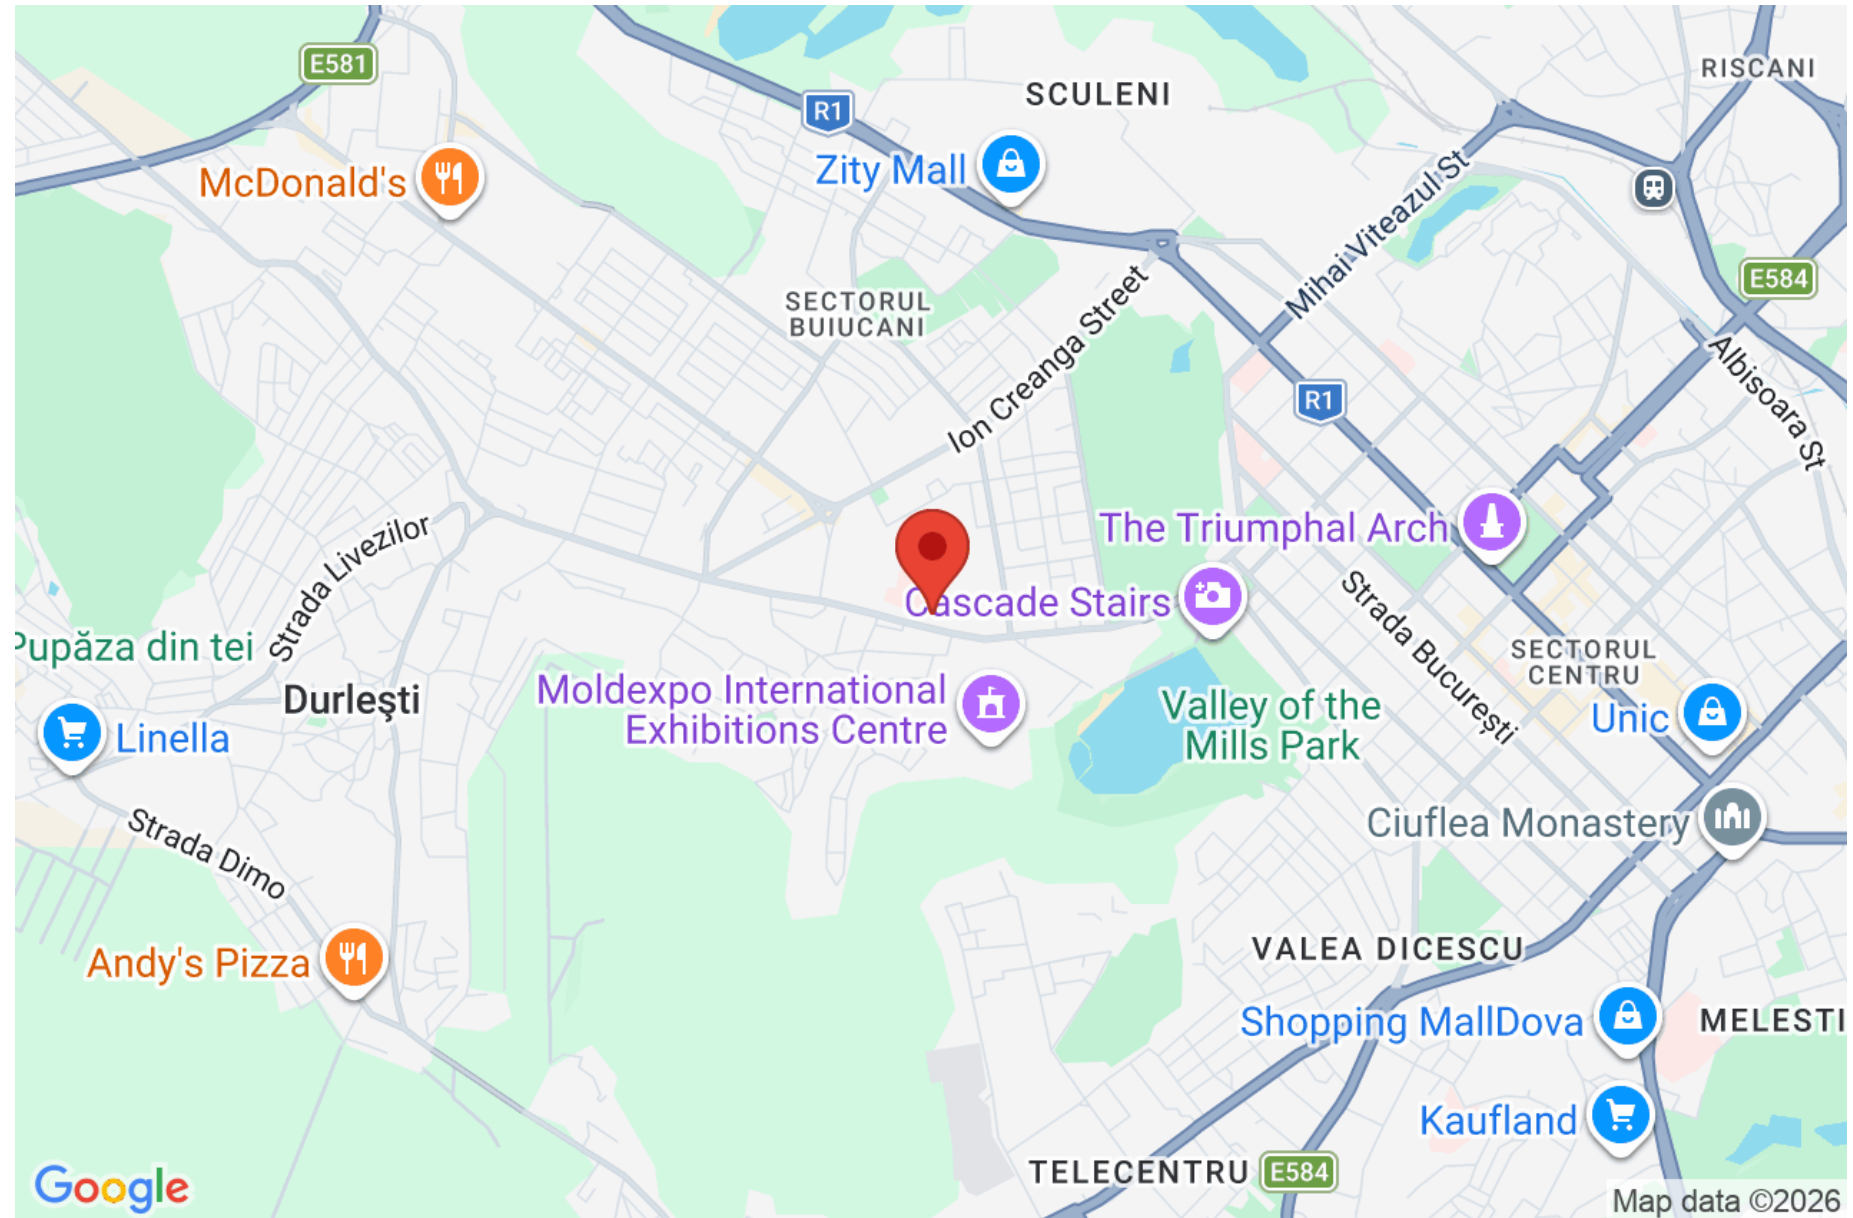 E581
R1
SCULENI
RISCANI
McDonald's
Zity Mall
Mihai Viteazul St
E584
SECTORUL
BUIUCANI
Ion Creanga Street
R1
Albisoara St
Strada Livezilor
The Triumphal Arch
Cascade Stairs
Strada București
Pupăza din tei
Durleşti
Moldexpo International
Exhibitions Centre
Valley of the
Mills Park
SECTORUL
CENTRU
Unic
Linella
Strada Dimo
Ciuflea Monastery
Andy's Pizza
VALEA DICESCU
Shopping MallDova
MELESTI
Kaufland
TELECENTRU
E584
Google
Map data ©2026